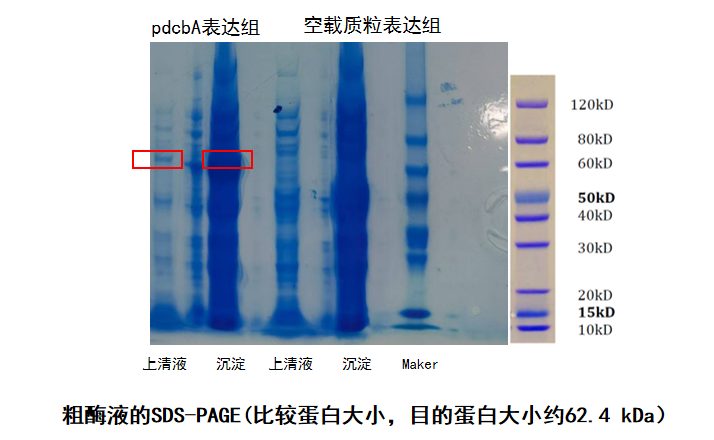 pdcbA表达组 空载质粒表达组
120kD
80kD
60kD
50kD
40kD
30kD
20kD
15kD
10kD
上清液 沉淀 上清液 沉淀 Maker
粗酶液的SDS-PAGE(比较蛋白大小，目的蛋白大小约62.4 kDa)